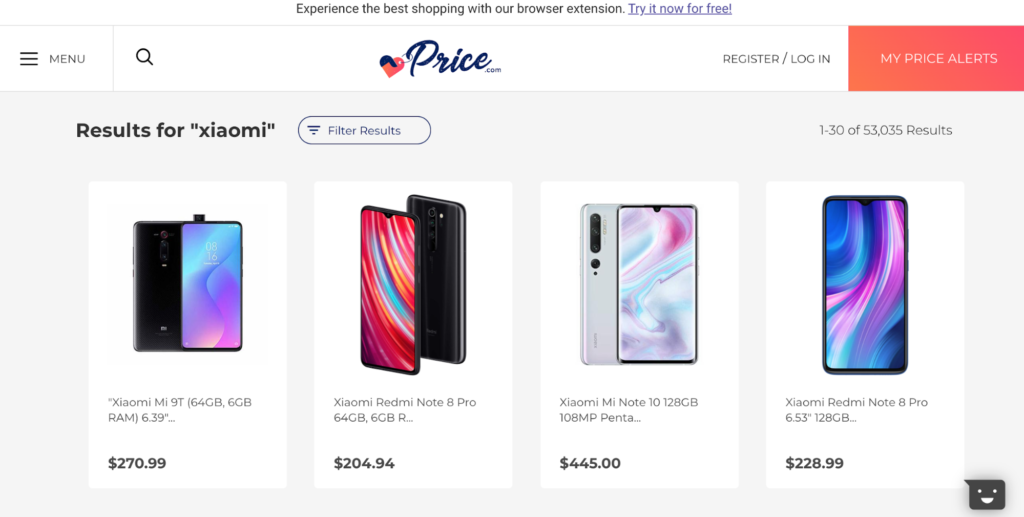 Experience the best shopping with our browser extension. Try it now for free!
MENU
Price.com
REGISTER / LOG IN
MY PRICE ALERTS
Results for "xiaomi"
Filter Results
1-30 of 53,035 Results
"Xiaomi Mi 9T (64GB, 6GB
RAM) 6.39"...
$270.99
Xiaomi Redmi Note 8 Pro
64GB, 6GB R...
$204.94
Xiaomi Mi Note 10 128GB
108MP Penta...
$445.00
Xiaomi Redmi Note 8 Pro
6.53" 128GB...
$228.99